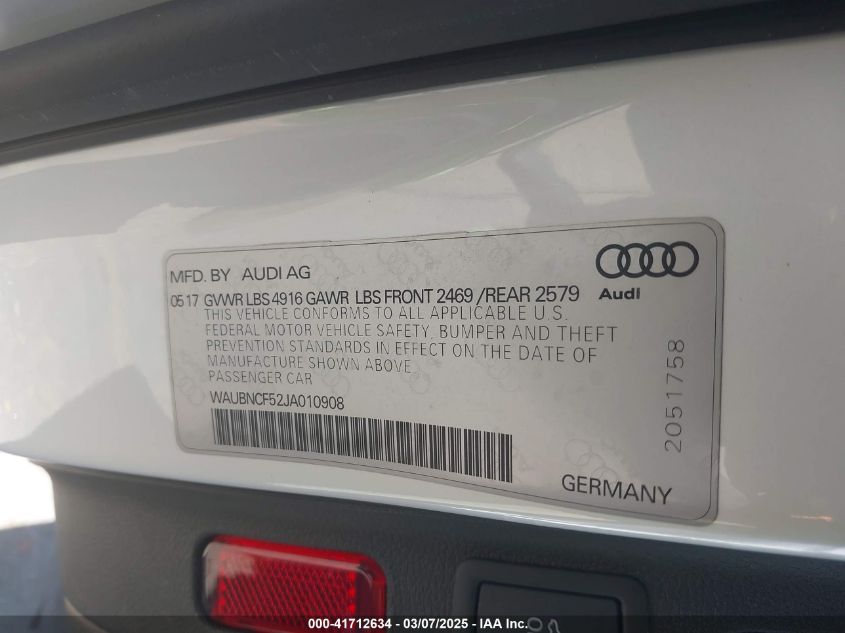 MFD. BY AUDI AG
0517 GVWR LBS 4916 GAWR LBS FRONT 2469 /REAR 2579
Audi
THIS VEHICLE CONFORMS TO ALL APPLICABLE U.S.
FEDERAL MOTOR VEHICLE SAFETY, BUMPER AND THEFT
PREVENTION STANDARDS IN EFFECT ON THE DATE OF
MANUFACTURE SHOWN ABOVE.
PASSENGER CAR
WAUBNCF52JA010908
2051758
GERMANY
000-41712634 - 03/07/2025 - IAA Inc.